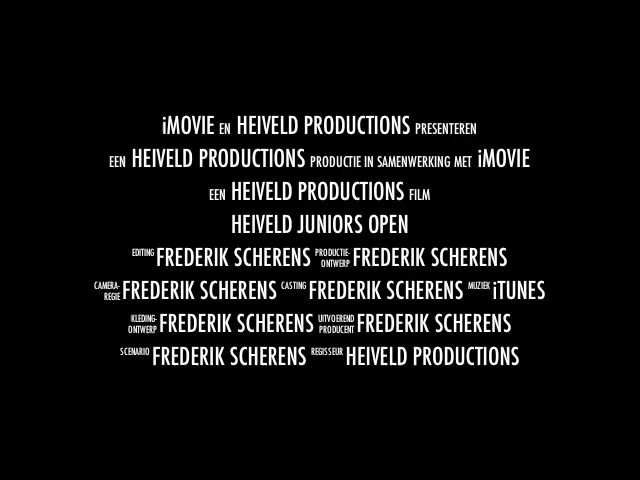 iMOVIE EN HEIVELD PRODUCTIONS PRESENTEREN
EEN HEIVELD PRODUCTIONS PRODUCTIE IN SAMENWERKING MET iMOVIE
EEN HEIVELD PRODUCTIONS FILM
HEIVELD JUNIORS OPEN
EDITING FREDERIK SCHERENS PRODUCTIE-ONTWERP FREDERIK SCHERENS
CAMERA-REGIE FREDERIK SCHERENS CASTING FREDERIK SCHERENS MUZIEK iTUNES
KLEDING-ONTWERP FREDERIK SCHERENS UITVOEREND PRODUCENT FREDERIK SCHERENS
SCENARIO FREDERIK SCHERENS REGISSEUR HEIVELD PRODUCTIONS